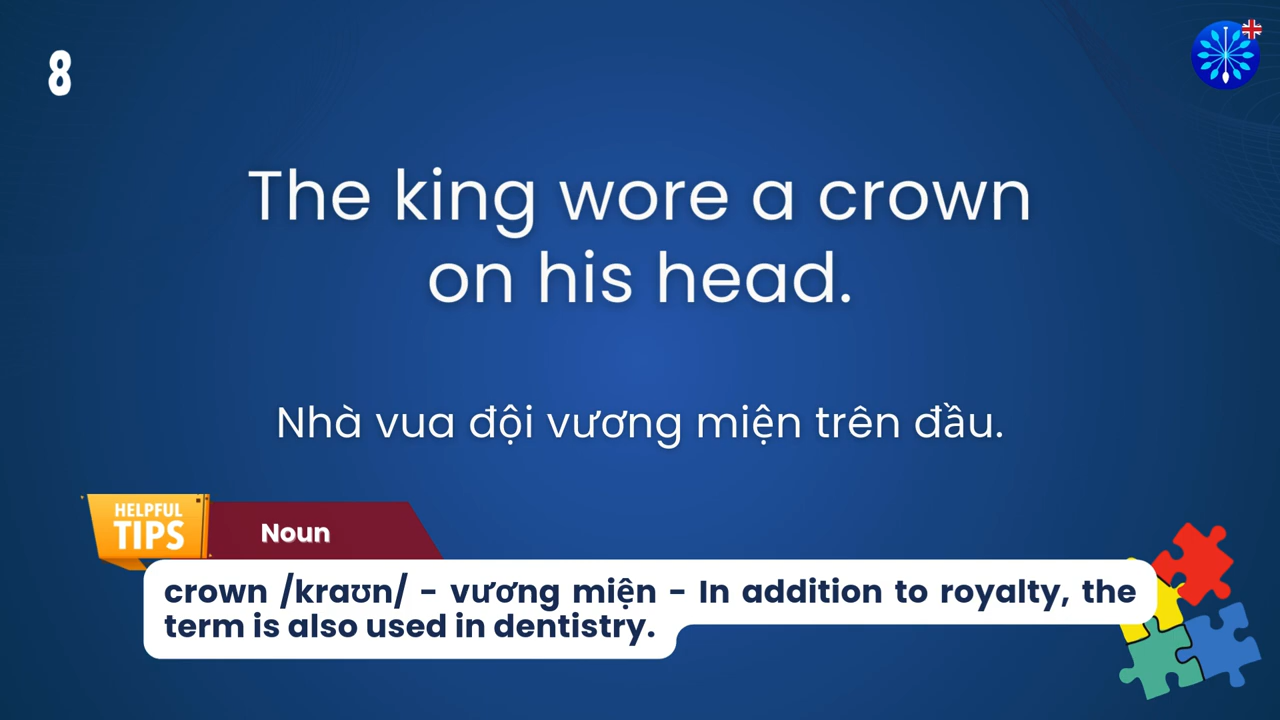 8
The king wore a crown
on his head.
Nhà vua đội vương miện trên đầu.
HELPFUL
TIPS
Noun
crown /kraʊn/ - vương miện - In addition to royalty, the
term is also used in dentistry.